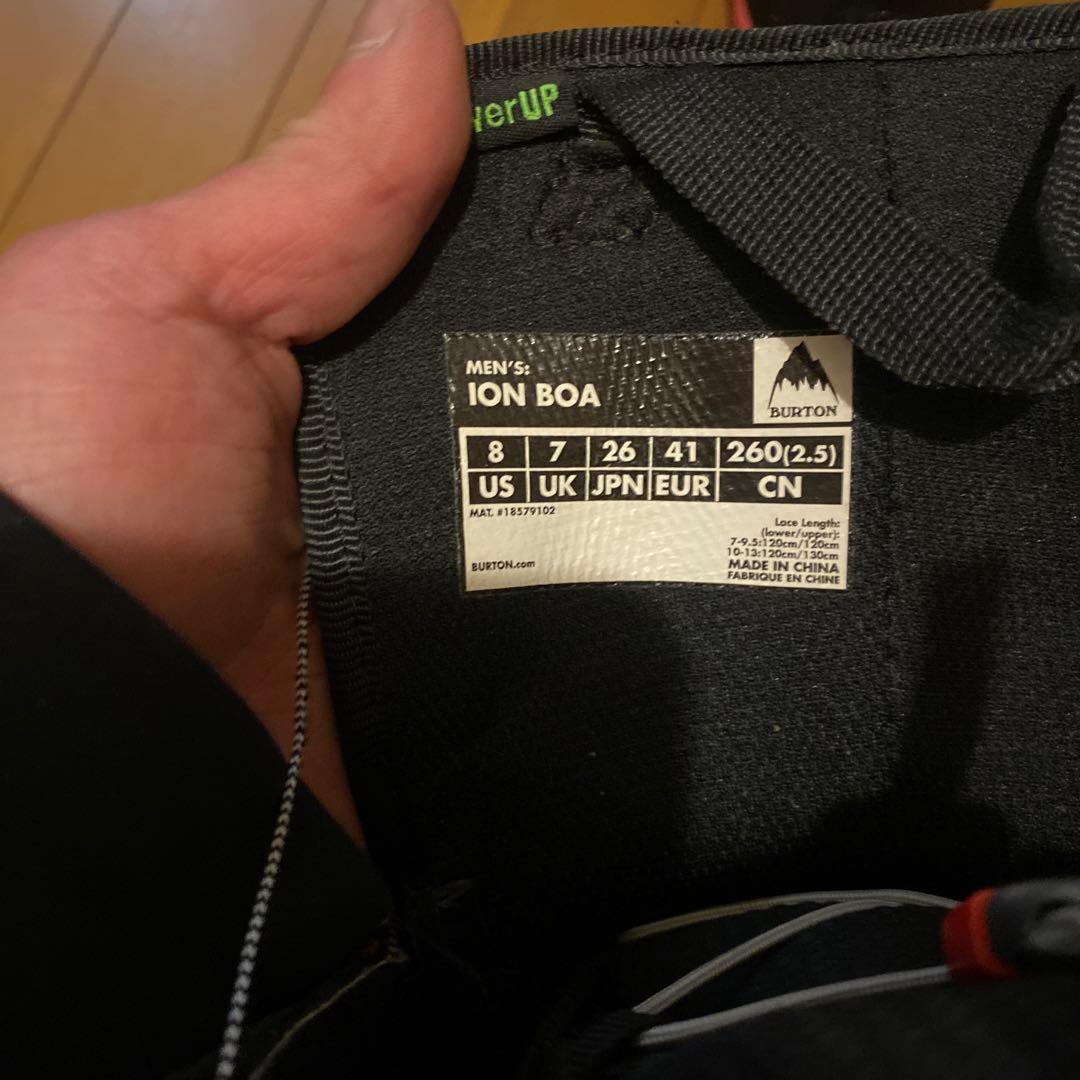 verUP
MEN'S:
ION BOA
BURTON
8 7 26 41 260(2.5)
US UK JPN EUR CN
MAT. #18579102
Lace Length:
(lower/upper):
7-9.5:120cm/120cm
10-13:120cm/130cm
MADE IN CHINA
FABRIQUE EN CHINE
BURTON.com